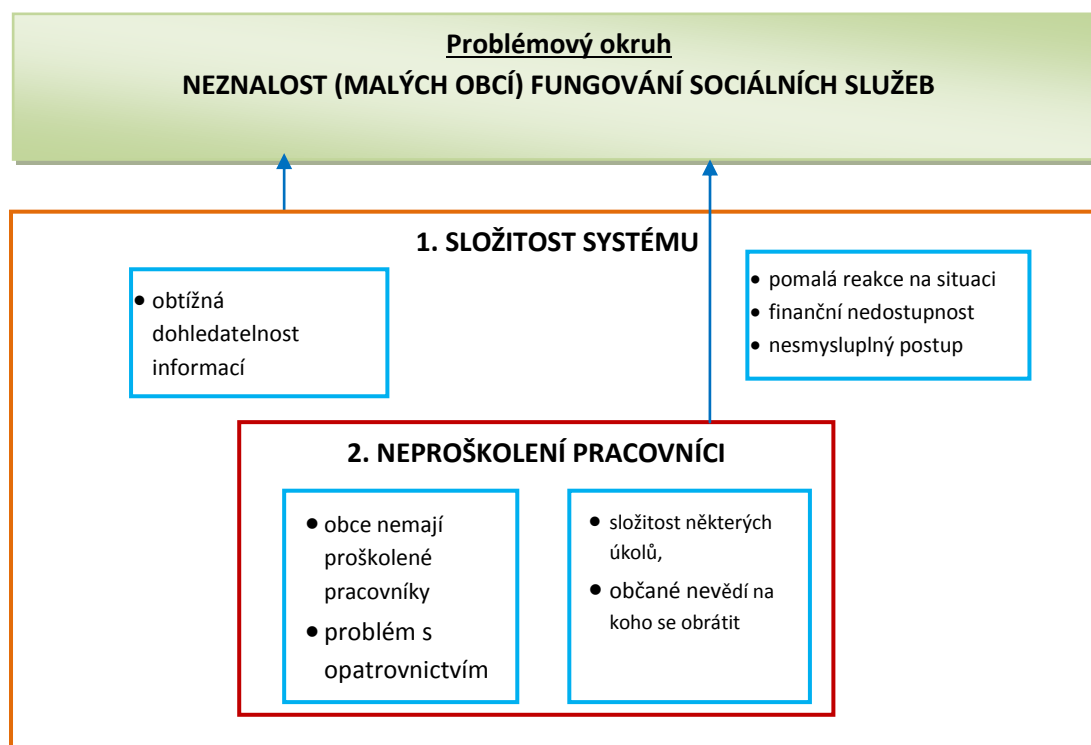 Problémový okruh
NEZNALOST (MALÝCH OBCÍ) FUNGOVÁNÍ SOCIÁLNÍCH SLUŽEB
1. SLOŽITOST SYSTÉMU
• obtížná
dohledatelnost
informací
• pomalá reakce na situaci
• finanční nedostupnost
• nesmysluplný postup
2. NEPROŠKOLENÍ PRACOVNÍCI
• obce nemají
proškolené
pracovníky
• problém s
opatrovnictvím
• složitost některých
úkolů,
• občané nevědí na
koho se obrátit